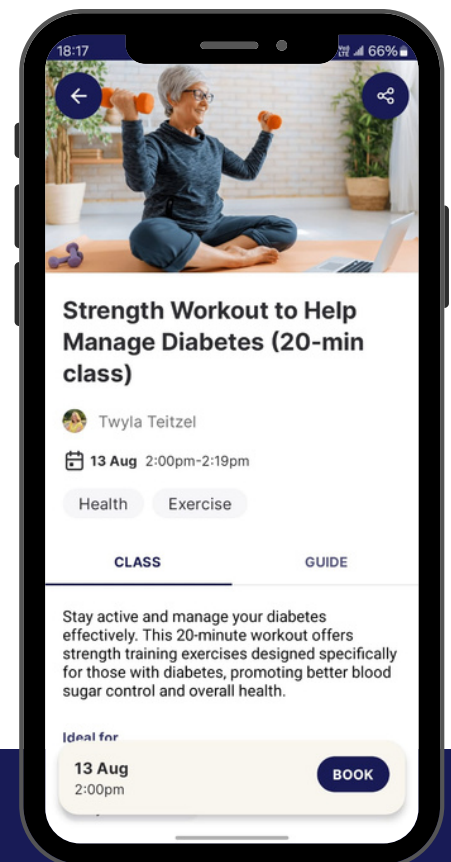 18:17
Vo) LTE 66%
Strength Workout to Help
Manage Diabetes (20-min
class)
Twyla Teitzel
13 Aug 2:00pm-2:19pm
Health Exercise
CLASS GUIDE
Stay active and manage your diabetes
effectively. This 20-minute workout offers
strength training exercises designed specifically
for those with diabetes, promoting better blood
sugar control and overall health.
Ideal for
13 Aug
2:00pm
BOOK